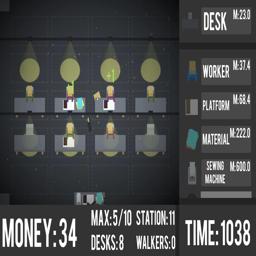 DESK M:23.0
WORKER M:37.4
PLATFORM M:68.4
MATERIAL M:222.0
SEWING MACHINE M:600.0
MONEY: 34
MAX: 5/10 STATION: 11
DESKS: 8 WALKERS: 0
TIME: 1038